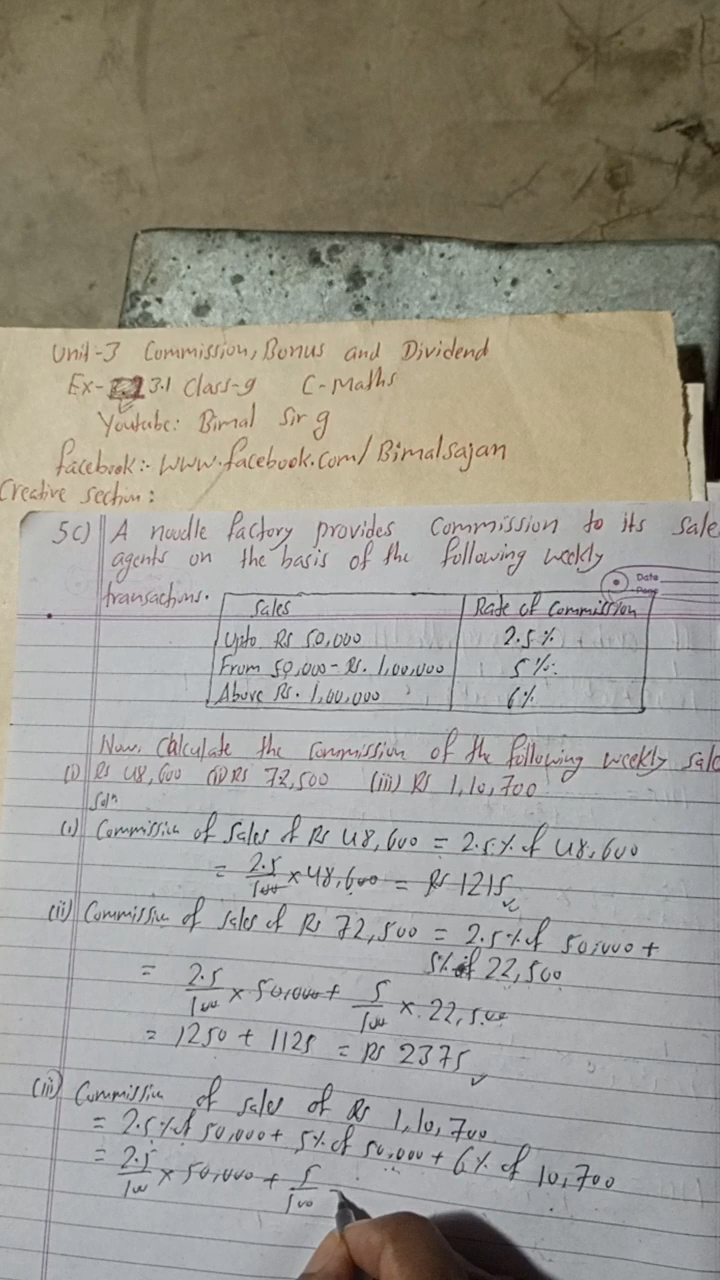 Unit-3 Commission, Bonus and Dividend
Ex- 3.1 Class-9 C-Maths
Youtube: Bimal Sir g
facebook:- www.facebook.com/Bimalsajan
Creative section:
5c) A noodle factory provides commission to its sale
agents on the basis of the following weekly
transactions.
Date
Page
Sales Rate of Commission
Upto Rs 50,000 2.5%
From 50,000 - Rs. 1,00,000 5%
Above Rs. 1,00,000 6%
Now, Calculate the commission of the following weekly sale
(i) Rs 48,600 (ii) Rs 72,500 (iii) Rs 1,10,700
Solⁿ
(i) Commission of Sales of Rs 48,600 = 2.5% of 48,600
= 2.5/100 × 48,600 = Rs 1215
(ii) Commission of sales of Rs 72,500 = 2.5% of 50,000 +
5% of 22,500
= 2.5/100 × 50,000 + 5/100 × 22,500
= 1250 + 1125 = Rs 2375
(iii) Commission of sales of Rs 1,10,700
= 2.5% of 50,000 + 5% of 50,000 + 6% of 10,700
= 2.5/100 × 50,000 + 5/100